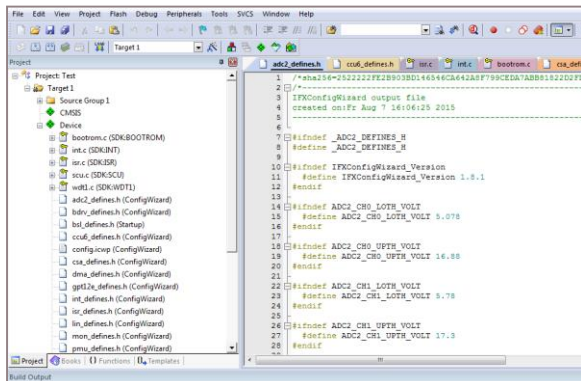 File Edit View Project Flash Debug Peripherals Tools SVCS Window Help
Target 1
Project
Project: Test
Target 1
Source Group 1
CMSIS
Device
bootrom.c (SDK:BOOTROM)
int.c (SDK:INT)
isr.c (SDK:ISR)
scu.c (SDK:SCU)
wdt1.c (SDK:WDT1)
adc2_defines.h (ConfigWizard)
bdrv_defines.h (ConfigWizard)
bsl_defines.h (Startup)
ccu6_defines.h (ConfigWizard)
config.icwp (ConfigWizard)
csa_defines.h (ConfigWizard)
dma_defines.h (ConfigWizard)
gpt12e_defines.h (ConfigWizard)
int_defines.h (ConfigWizard)
isr_defines.h (ConfigWizard)
lin_defines.h (ConfigWizard)
mon_defines.h (ConfigWizard)
pmu_defines.h (ConfigWizard)
Project Books {} Functions Templates
Build Output
adc2_defines.h ccu6_defines.h isr.c int.c bootrom.c csa_defi
1
2 /*
3 IFXConfigWizard output file
4 created on:Fr Aug 7 16:06:25 2015
5
6
7 #ifndef _ADC2_DEFINES_H
8 #define _ADC2_DEFINES_H
9
10 #ifndef IFXConfigWizard_Version
11 #define IFXConfigWizard_Version 1.8.1
12 #endif
13
14 #ifndef ADC2_CH0_LOTH_VOLT
15 #define ADC2_CH0_LOTH_VOLT 5.078
16 #endif
17
18 #ifndef ADC2_CH0_UPTH_VOLT
19 #define ADC2_CH0_UPTH_VOLT 16.88
20 #endif
21
22 #ifndef ADC2_CH1_LOTH_VOLT
23 #define ADC2_CH1_LOTH_VOLT 5.78
24 #endif
25
26 #ifndef ADC2_CH1_UPTH_VOLT
27 #define ADC2_CH1_UPTH_VOLT 17.3
28 #endif